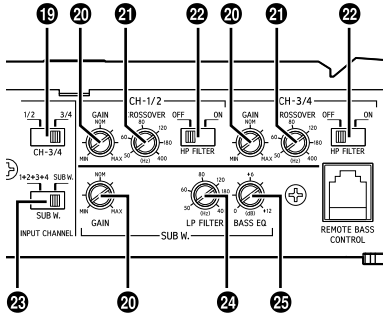 19 20 21 22 20 21 22
CH-1/2 CH-3/4
1/2 3/4
CH-3/4
GAIN
NOM
MIN MAX
CROSSOVER
50 60 80 120 180 400
(Hz)
OFF ON
HP FILTER
GAIN
NOM
MIN MAX
CROSSOVER
50 60 80 120 180 400
(Hz)
OFF ON
HP FILTER
1+2+3+4 SUB W.
SUB W.
INPUT CHANNEL
NOM
MIN MAX
GAIN
60 80 120 180
50 40
(Hz)
LP FILTER
+6
0 +12
(dB)
BASS EQ
SUB W.
REMOTE BASS
CONTROL
23 20 24 25